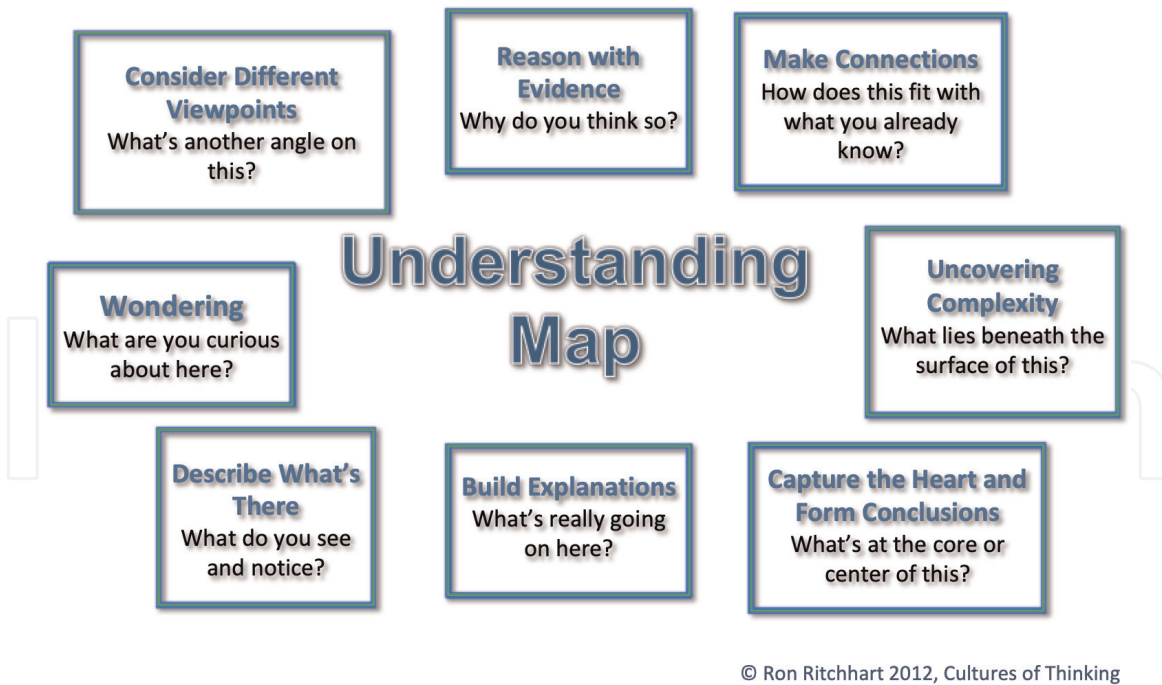 Consider Different
Viewpoints
What's another angle on
this?
Reason with
Evidence
Why do you think so?
Make Connections
How does this fit with
what you already
know?
Understanding
Map
Wondering
What are you curious
about here?
Uncovering
Complexity
What lies beneath the
surface of this?
Describe What's
There
What do you see
and notice?
Build Explanations
What's really going
on here?
Capture the Heart and
Form Conclusions
What's at the core or
center of this?
© Ron Ritchhart 2012, Cultures of Thinking